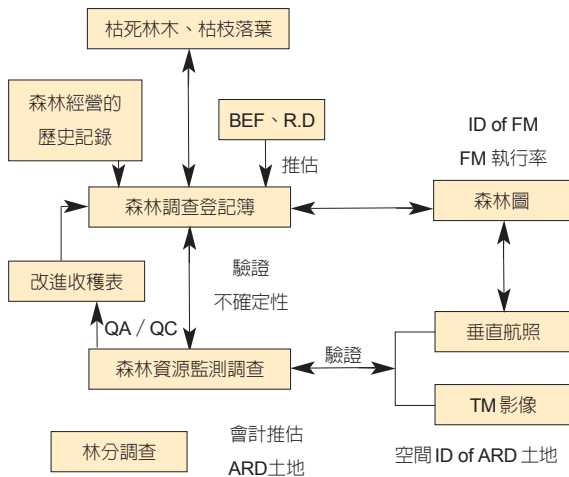 枯死林木、枯枝落葉
森林經營的
歷史記錄
BEF、R.D
ID of FM
FM 執行率
推估
森林調查登記簿
森林圖
改進收穫表
驗證
不確定性
QA／QC
垂直航照
驗證
森林資源監測調查
TM 影像
會計推估
林分調查
ARD土地
空間 ID of ARD 土地